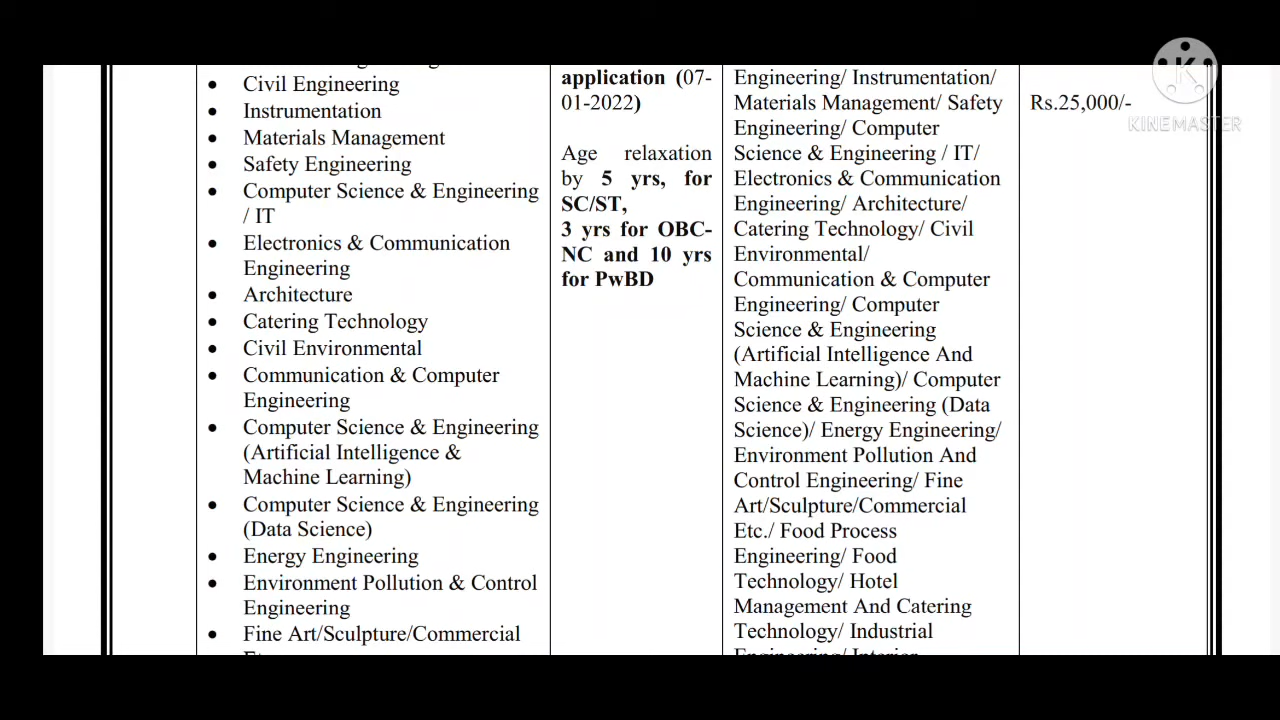 Civil Engineering
Instrumentation
Materials Management
Safety Engineering
Computer Science & Engineering
/ IT
Electronics & Communication
Engineering
Architecture
Catering Technology
Civil Environmental
Communication & Computer
Engineering
Computer Science & Engineering
(Artificial Intelligence &
Machine Learning)
Computer Science & Engineering
(Data Science)
Energy Engineering
Environment Pollution & Control
Engineering
Fine Art/Sculpture/Commercial
application (07-
01-2022)
Age relaxation
by 5 yrs, for
SC/ST,
3 yrs for OBC-
NC and 10 yrs
for PwBD
Engineering/ Instrumentation/
Materials Management/ Safety
Engineering/ Computer
Science & Engineering / IT/
Electronics & Communication
Engineering/ Architecture/
Catering Technology/ Civil
Environmental/
Communication & Computer
Engineering/ Computer
Science & Engineering
(Artificial Intelligence And
Machine Learning)/ Computer
Science & Engineering (Data
Science)/ Energy Engineering/
Environment Pollution And
Control Engineering/ Fine
Art/Sculpture/Commercial
Etc./ Food Process
Engineering/ Food
Technology/ Hotel
Management And Catering
Technology/ Industrial
Engineering/ Interior
Rs.25,000/-
KINEMASTER